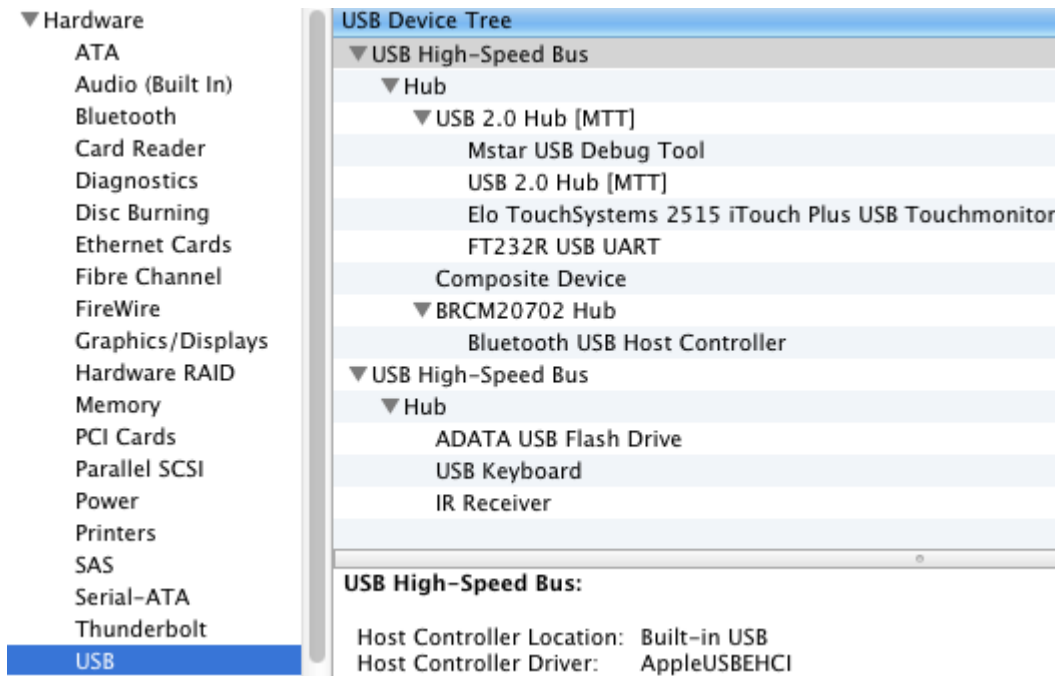 Hardware
ATA
Audio (Built In)
Bluetooth
Card Reader
Diagnostics
Disc Burning
Ethernet Cards
Fibre Channel
FireWire
Graphics/Displays
Hardware RAID
Memory
PCI Cards
Parallel SCSI
Power
Printers
SAS
Serial-ATA
Thunderbolt
USB
USB Device Tree
USB High-Speed Bus
Hub
USB 2.0 Hub [MTT]
Mstar USB Debug Tool
USB 2.0 Hub [MTT]
Elo TouchSystems 2515 iTouch Plus USB Touchmonitor
FT232R USB UART
Composite Device
BRCM20702 Hub
Bluetooth USB Host Controller
USB High-Speed Bus
Hub
ADATA USB Flash Drive
USB Keyboard
IR Receiver
USB High-Speed Bus:
Host Controller Location: Built-in USB
Host Controller Driver: AppleUSBEHCI